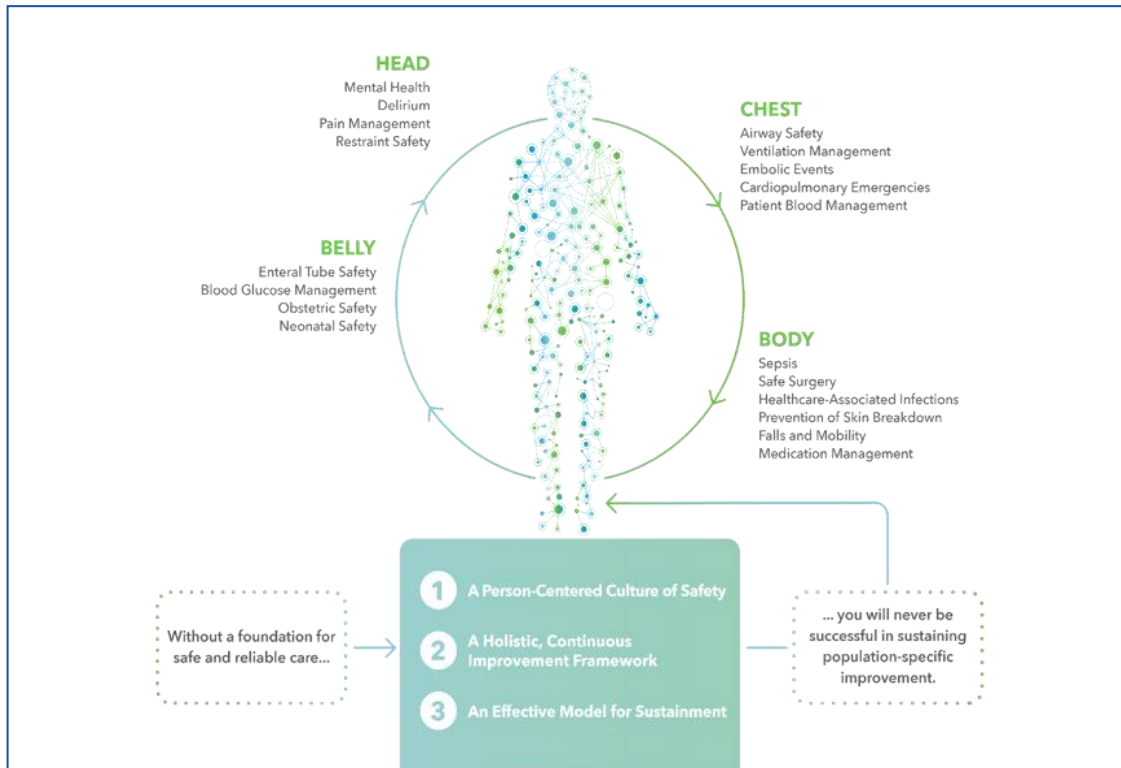 HEAD
Mental Health
Delirium
Pain Management
Restraint Safety
CHEST
Airway Safety
Ventilation Management
Embolic Events
Cardiopulmonary Emergencies
Patient Blood Management
BELLY
Enteral Tube Safety
Blood Glucose Management
Obstetric Safety
Neonatal Safety
BODY
Sepsis
Safe Surgery
Healthcare-Associated Infections
Prevention of Skin Breakdown
Falls and Mobility
Medication Management
Without a foundation for
safe and reliable care...
1 A Person-Centered Culture of Safety
2 A Holistic, Continuous
Improvement Framework
3 An Effective Model for Sustainment
... you will never be
successful in sustaining
population-specific
improvement.